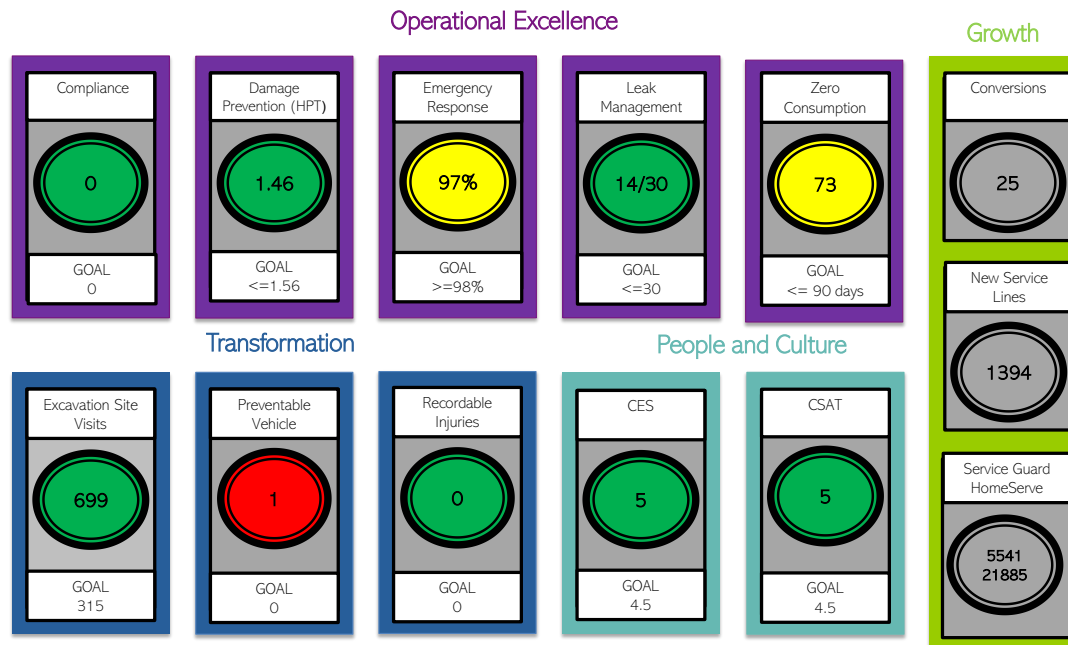 Operational Excellence
Growth
Compliance
0
GOAL
0
Damage
Prevention (HPT)
1.46
GOAL
<=1.56
Emergency
Response
97%
GOAL
>=98%
Leak
Management
14/30
GOAL
<=30
Zero
Consumption
73
GOAL
<= 90 days
Conversions
25
New Service
Lines
1394
Service Guard
HomeServe
5541
21885
Transformation
People and Culture
Excavation Site
Visits
699
GOAL
315
Preventable
Vehicle
1
GOAL
0
Recordable
Injuries
0
GOAL
0
CES
5
GOAL
4.5
CSAT
5
GOAL
4.5